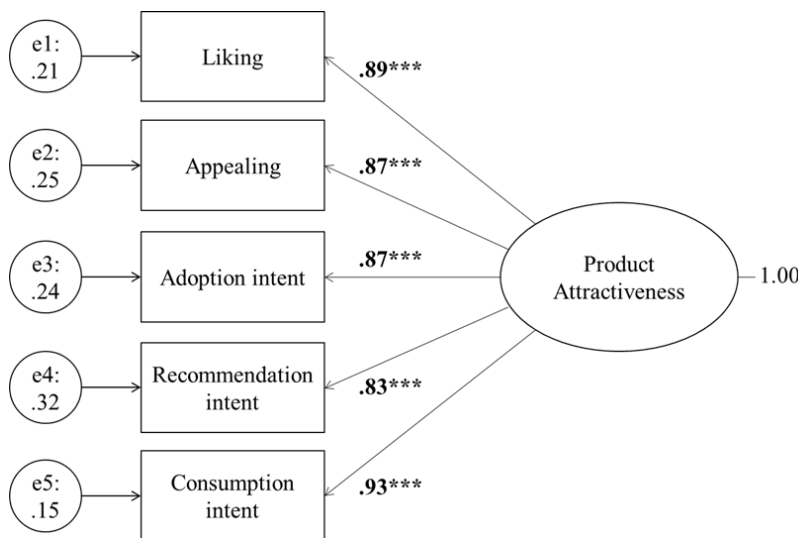 e1:
.21
Liking
.89***
e2:
.25
Appealing
.87***
e3:
.24
Adoption intent
.87***
Product
Attractiveness
1.00
e4:
.32
Recommendation
intent
.83***
e5:
.15
Consumption
intent
.93***